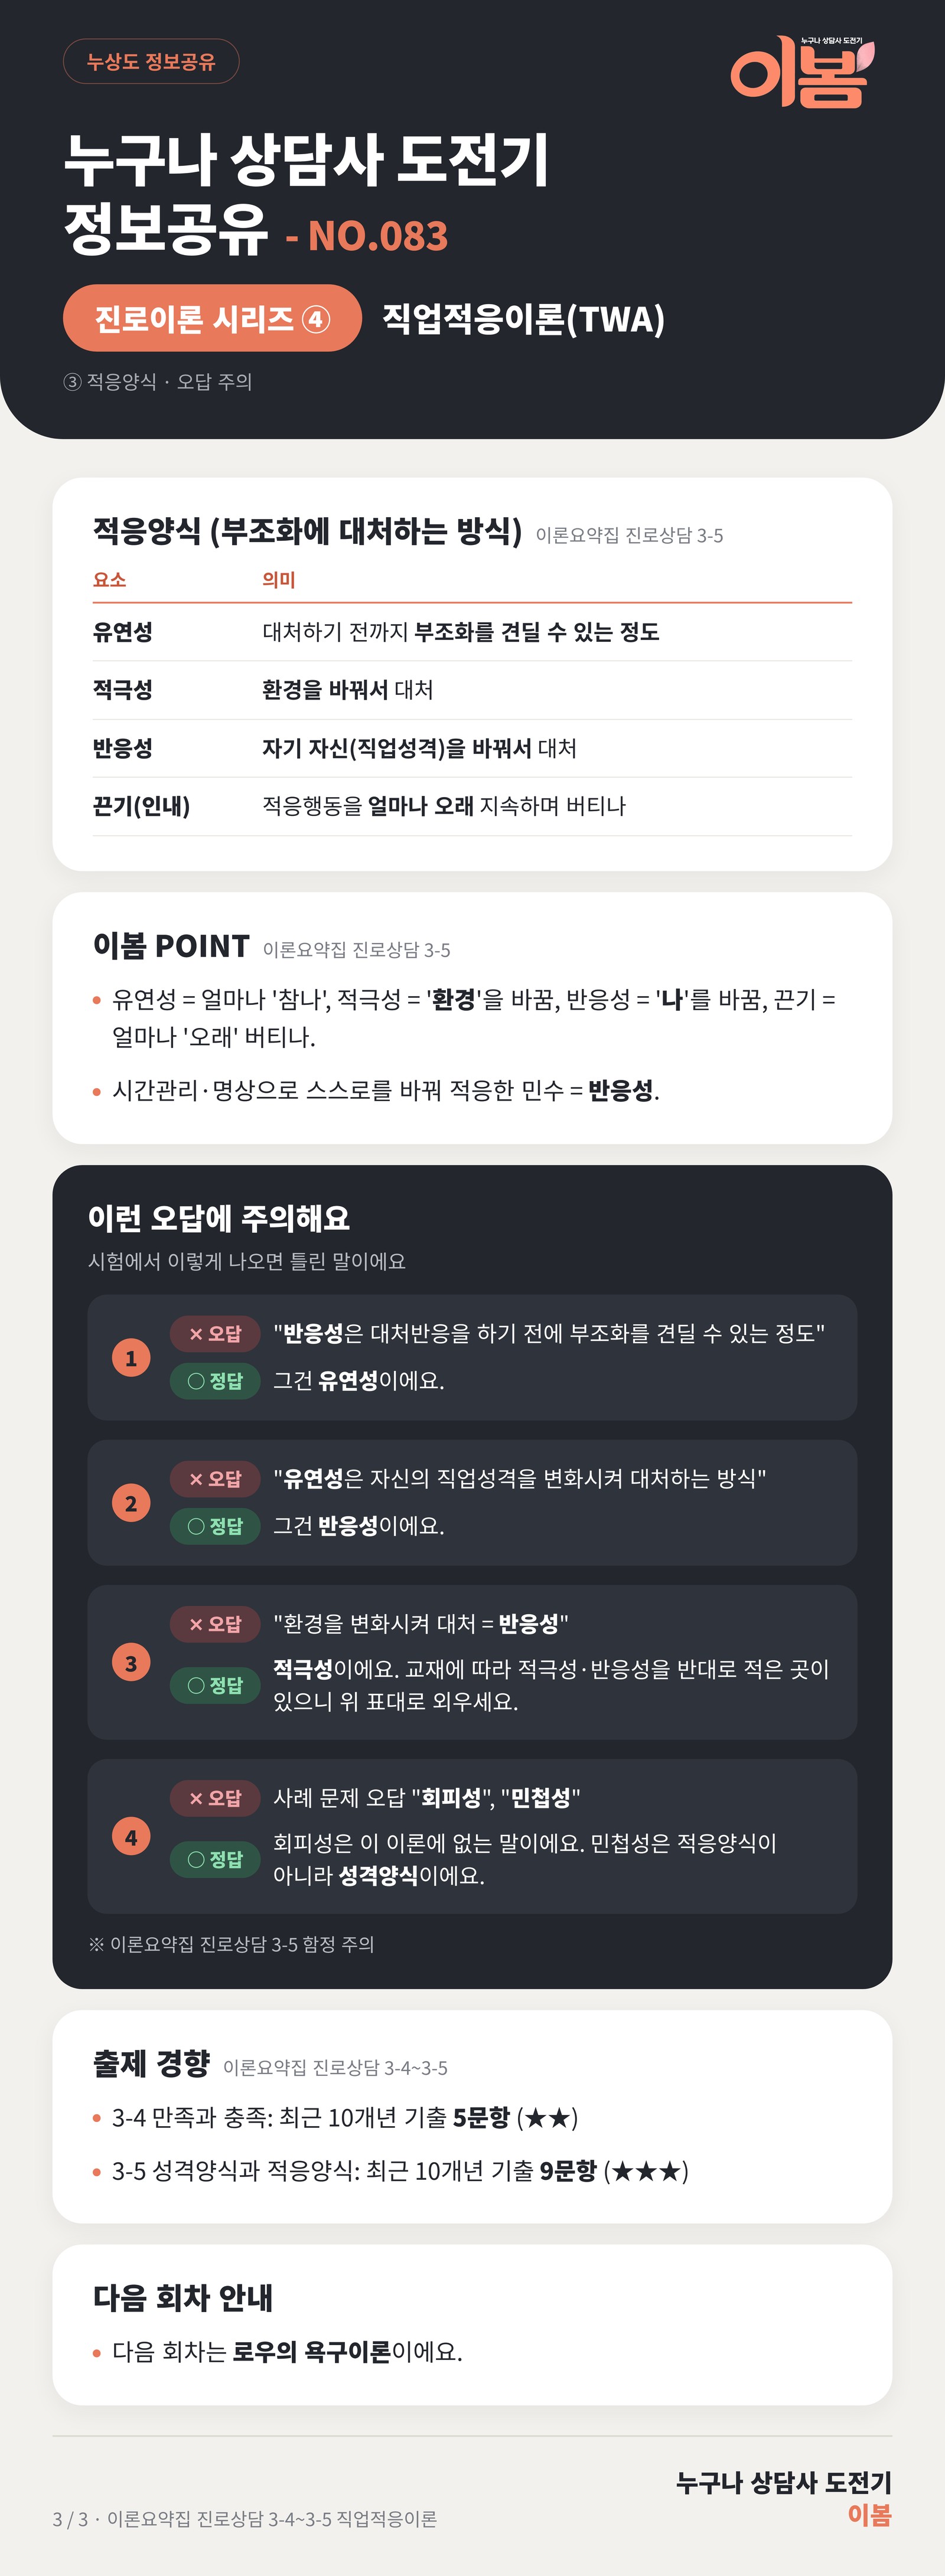 누상도 정보공유
누구나 상담사 도전기
이봄
누구나 상담사 도전기
정보공유 - NO.083
진로이론 시리즈 ④ 직업적응이론(TWA)
③ 적응양식 · 오답 주의
적응양식 (부조화에 대처하는 방식) 이론요약집 진로상담 3-5
요소 의미
유연성 대처하기 전까지 부조화를 견딜 수 있는 정도
적극성 환경을 바꿔서 대처
반응성 자기 자신(직업성격)을 바꿔서 대처
끈기(인내) 적응행동을 얼마나 오래 지속하며 버티나
이봄 POINT 이론요약집 진로상담 3-5
• 유연성 = 얼마나 '참나', 적극성 = '환경'을 바꿈, 반응성 = '나'를 바꿈, 끈기 =
얼마나 '오래' 버티나.
• 시간관리·명상으로 스스로를 바꿔 적응한 민수 = 반응성.
이런 오답에 주의해요
시험에서 이렇게 나오면 틀린 말이에요
1
× 오답 "반응성은 대처반응을 하기 전에 부조화를 견딜 수 있는 정도"
○ 정답 그건 유연성이에요.
2
× 오답 "유연성은 자신의 직업성격을 변화시켜 대처하는 방식"
○ 정답 그건 반응성이에요.
3
× 오답 "환경을 변화시켜 대처 = 반응성"
○ 정답 적극성이에요. 교재에 따라 적극성·반응성을 반대로 적은 곳이
있으니 위 표대로 외우세요.
4
× 오답 사례 문제 오답 "회피성", "민첩성"
○ 정답 회피성은 이 이론에 없는 말이에요. 민첩성은 적응양식이
아니라 성격양식이에요.
※ 이론요약집 진로상담 3-5 함정 주의
출제 경향 이론요약집 진로상담 3-4~3-5
• 3-4 만족과 충족: 최근 10개년 기출 5문항 (★★)
• 3-5 성격양식과 적응양식: 최근 10개년 기출 9문항 (★★★)
다음 회차 안내
• 다음 회차는 로우의 욕구이론이에요.
누구나 상담사 도전기
이봄
3 / 3 · 이론요약집 진로상담 3-4~3-5 직업적응이론